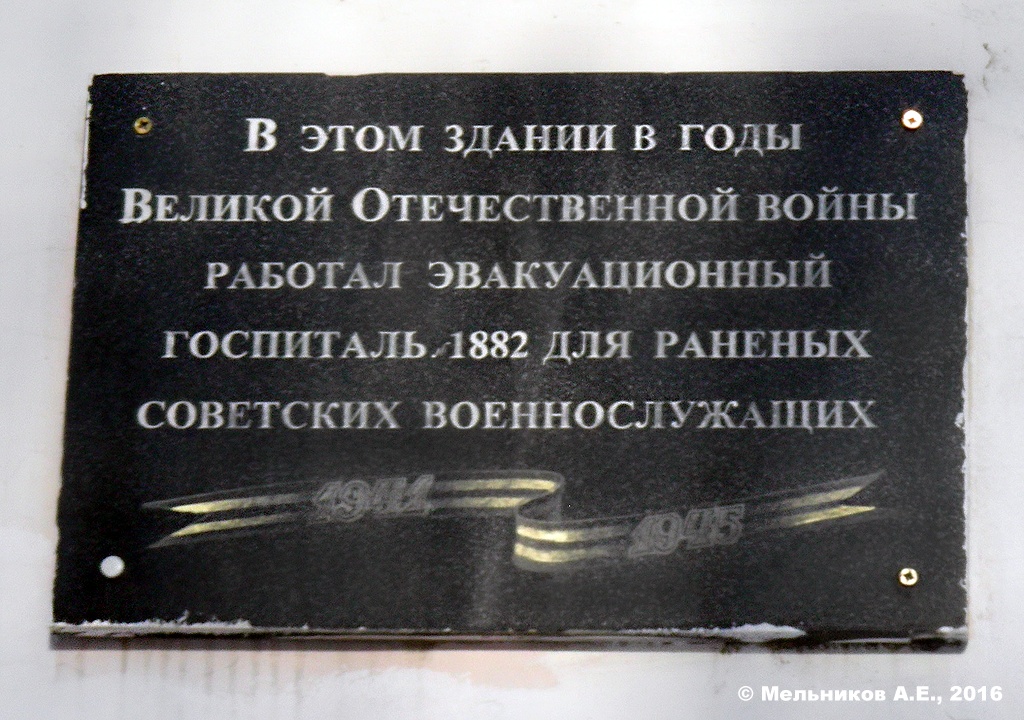 В ЭТОМ ЗДАНИИ В ГОДЫ
ВЕЛИКОЙ ОТЕЧЕСТВЕННОЙ ВОЙНЫ
РАБОТАЛ ЭВАКУАЦИОННЫЙ
ГОСПИТАЛЬ 1882 ДЛЯ РАНЕНЫХ
СОВЕТСКИХ ВОЕННОСЛУЖАЩИХ
1941
1945
© Мельников А.Е., 2016